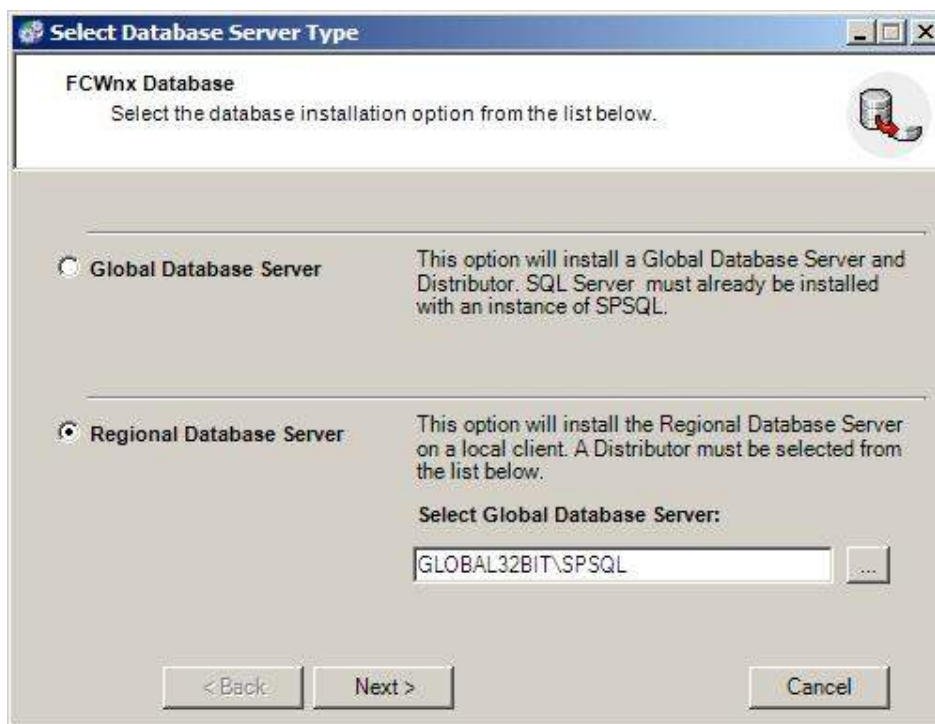 Select Database Server Type
FCWnx Database
Select the database installation option from the list below.
Global Database Server
This option will install a Global Database Server and
Distributor. SQL Server must already be installed
with an instance of SPSQL.
Regional Database Server
This option will install the Regional Database Server
on a local client. A Distributor must be selected from
the list below.
Select Global Database Server:
GLOBAL32BIT\SPSQL
...
< Back
Next >
Cancel